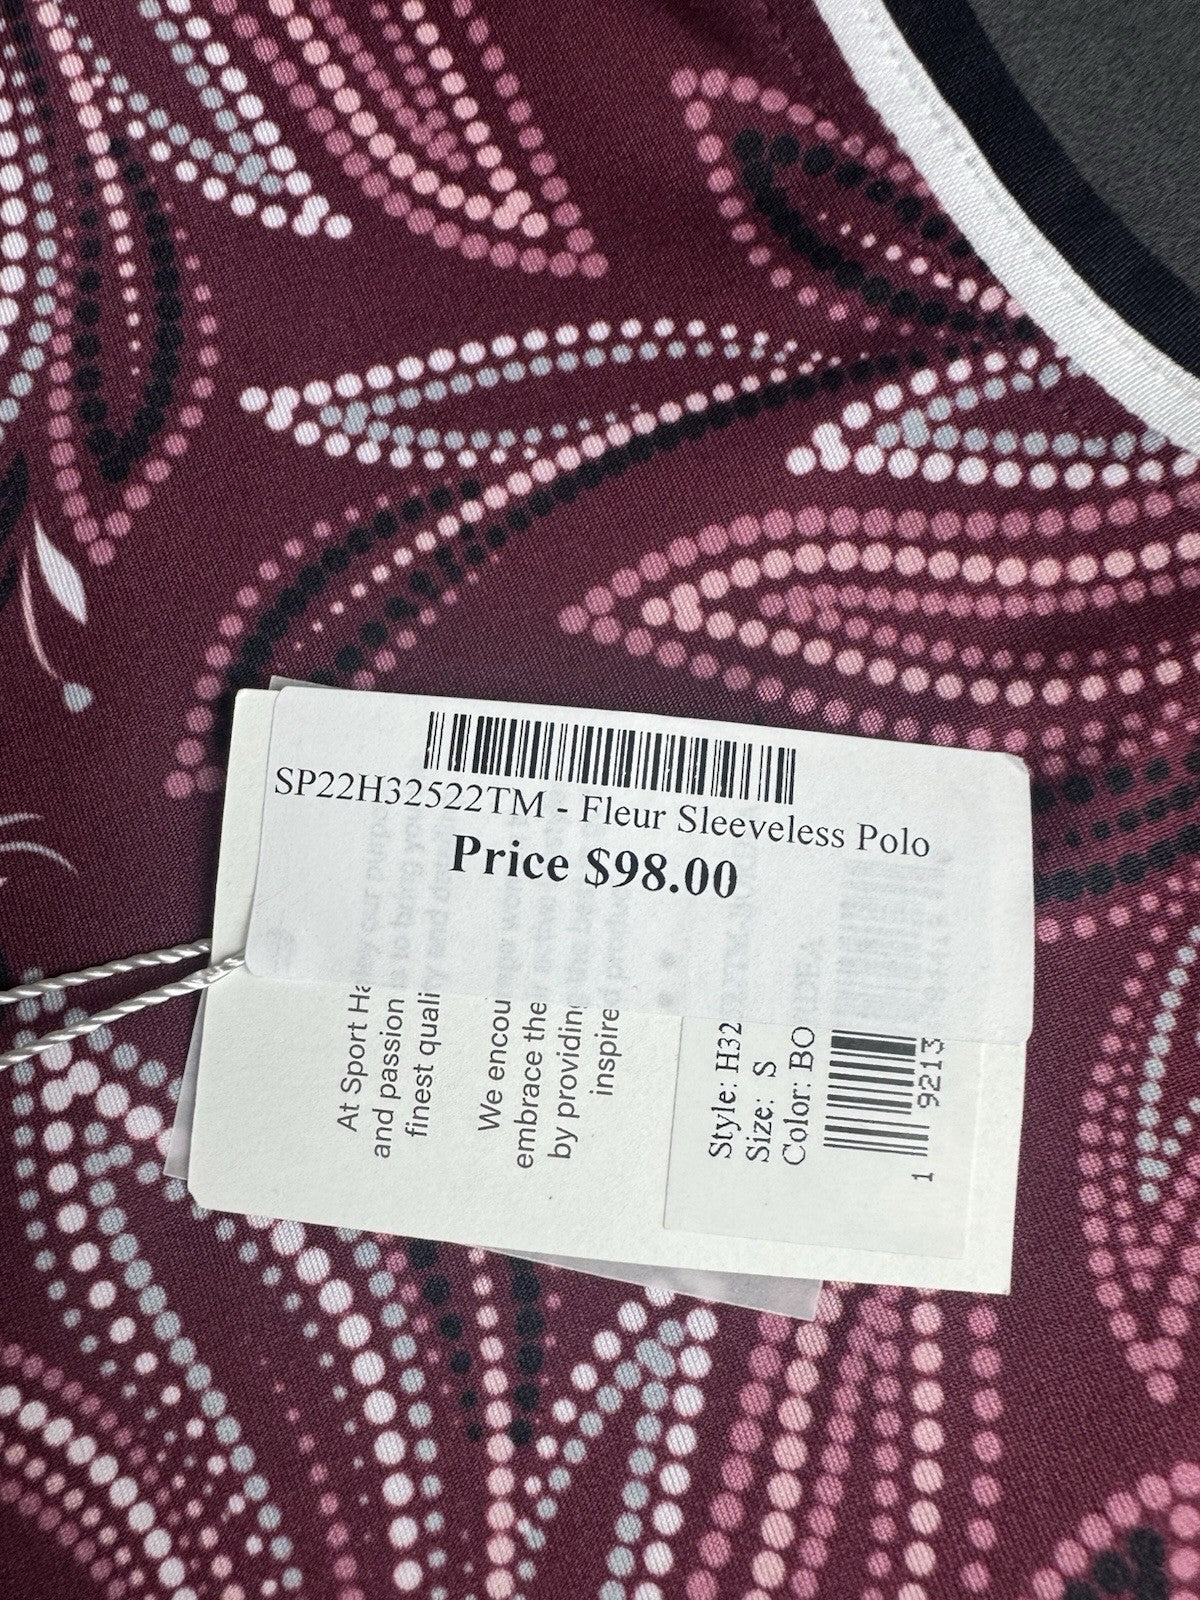 SP22H32522TM - Fleur Sleeveless Polo
Price $98.00
At Sport Ha
and passion
finest quali
We encou
embrace the
by providin
inspire
Style: H32
Size: S
Color: BO
1 9213